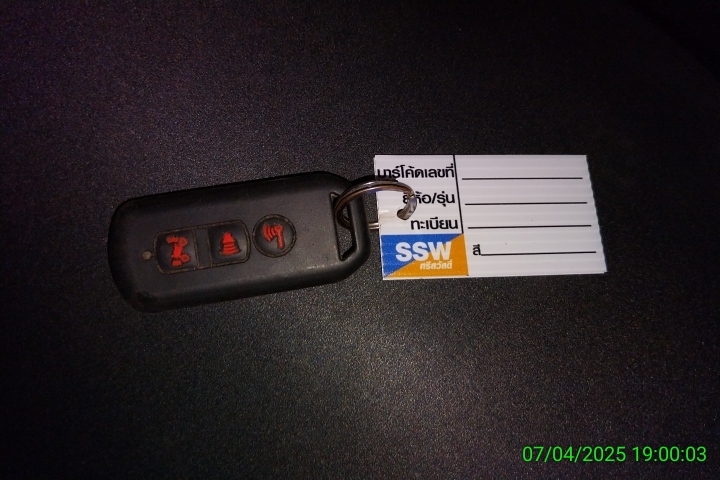 บาร์โค้ดเลขที่
ยี่ห้อ/รุ่น
ทะเบียน
สี
SSW
ศรีสวัสดิ์
07/04/2025 19:00:03